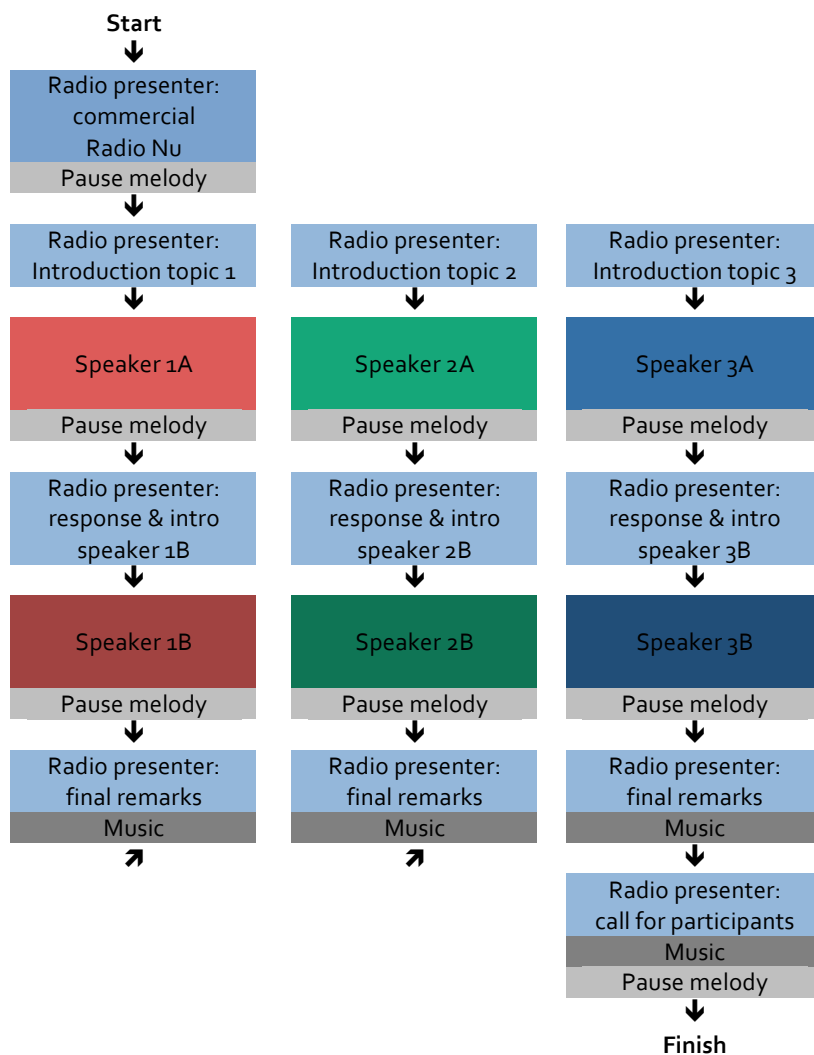 Start
Radio presenter:
commercial
Radio Nu
Pause melody
Radio presenter:
Introduction topic 1
Speaker 1A
Pause melody
Radio presenter:
response & intro
speaker 1B
Speaker 1B
Pause melody
Radio presenter:
final remarks
Music
Radio presenter:
Introduction topic 2
Speaker 2A
Pause melody
Radio presenter:
response & intro
speaker 2B
Speaker 2B
Pause melody
Radio presenter:
final remarks
Music
Radio presenter:
Introduction topic 3
Speaker 3A
Pause melody
Radio presenter:
response & intro
speaker 3B
Speaker 3B
Pause melody
Radio presenter:
final remarks
Music
Radio presenter:
call for participants
Music
Pause melody
Finish